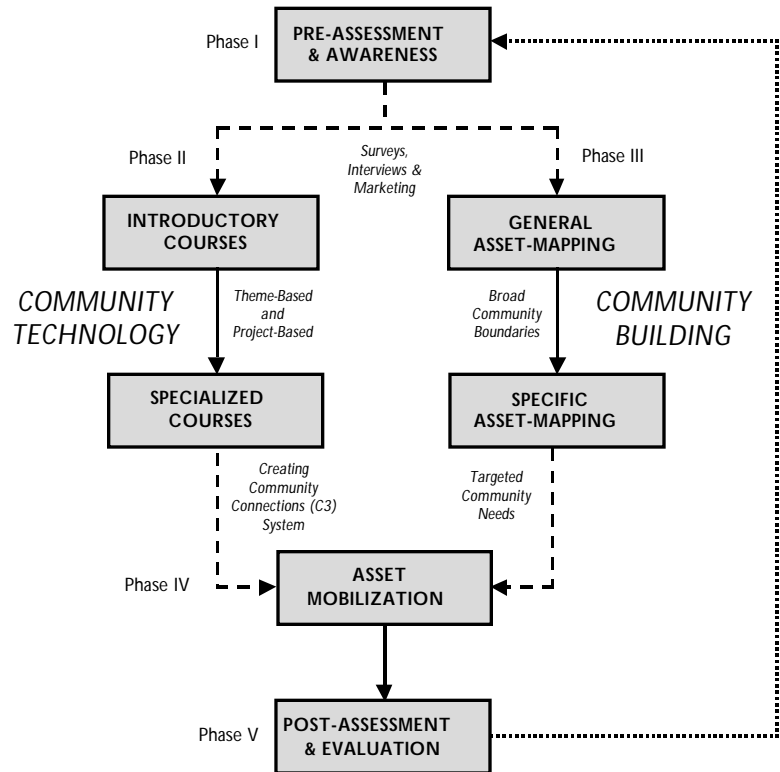 Phase I
PRE-ASSESSMENT
& AWARENESS
Phase II
Surveys,
Interviews &
Marketing
Phase III
INTRODUCTORY
COURSES
GENERAL
ASSET-MAPPING
COMMUNITY
TECHNOLOGY
Theme-Based
and
Project-Based
Broad
Community
Boundaries
COMMUNITY
BUILDING
SPECIALIZED
COURSES
SPECIFIC
ASSET-MAPPING
Creating
Community
Connections (C3)
System
Targeted
Community
Needs
Phase IV
ASSET
MOBILIZATION
Phase V
POST-ASSESSMENT
& EVALUATION